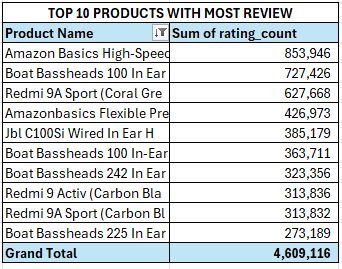 TOP 10 PRODUCTS WITH MOST REVIEW
Product Name Sum of rating_count
Amazon Basics High-Speed 853,946
Boat Bassheads 100 In Ear 727,426
Redmi 9A Sport (Coral Gre 627,668
Amazonbasics Flexible Pre 426,973
Jbl C100Si Wired In Ear H 385,179
Boat Bassheads 100 In-Ear 363,711
Boat Bassheads 242 In Ear 323,356
Redmi 9 Activ (Carbon Bla 313,836
Redmi 9A Sport (Carbon Bl 313,832
Boat Bassheads 225 In Ear 273,189
Grand Total 4,609,116